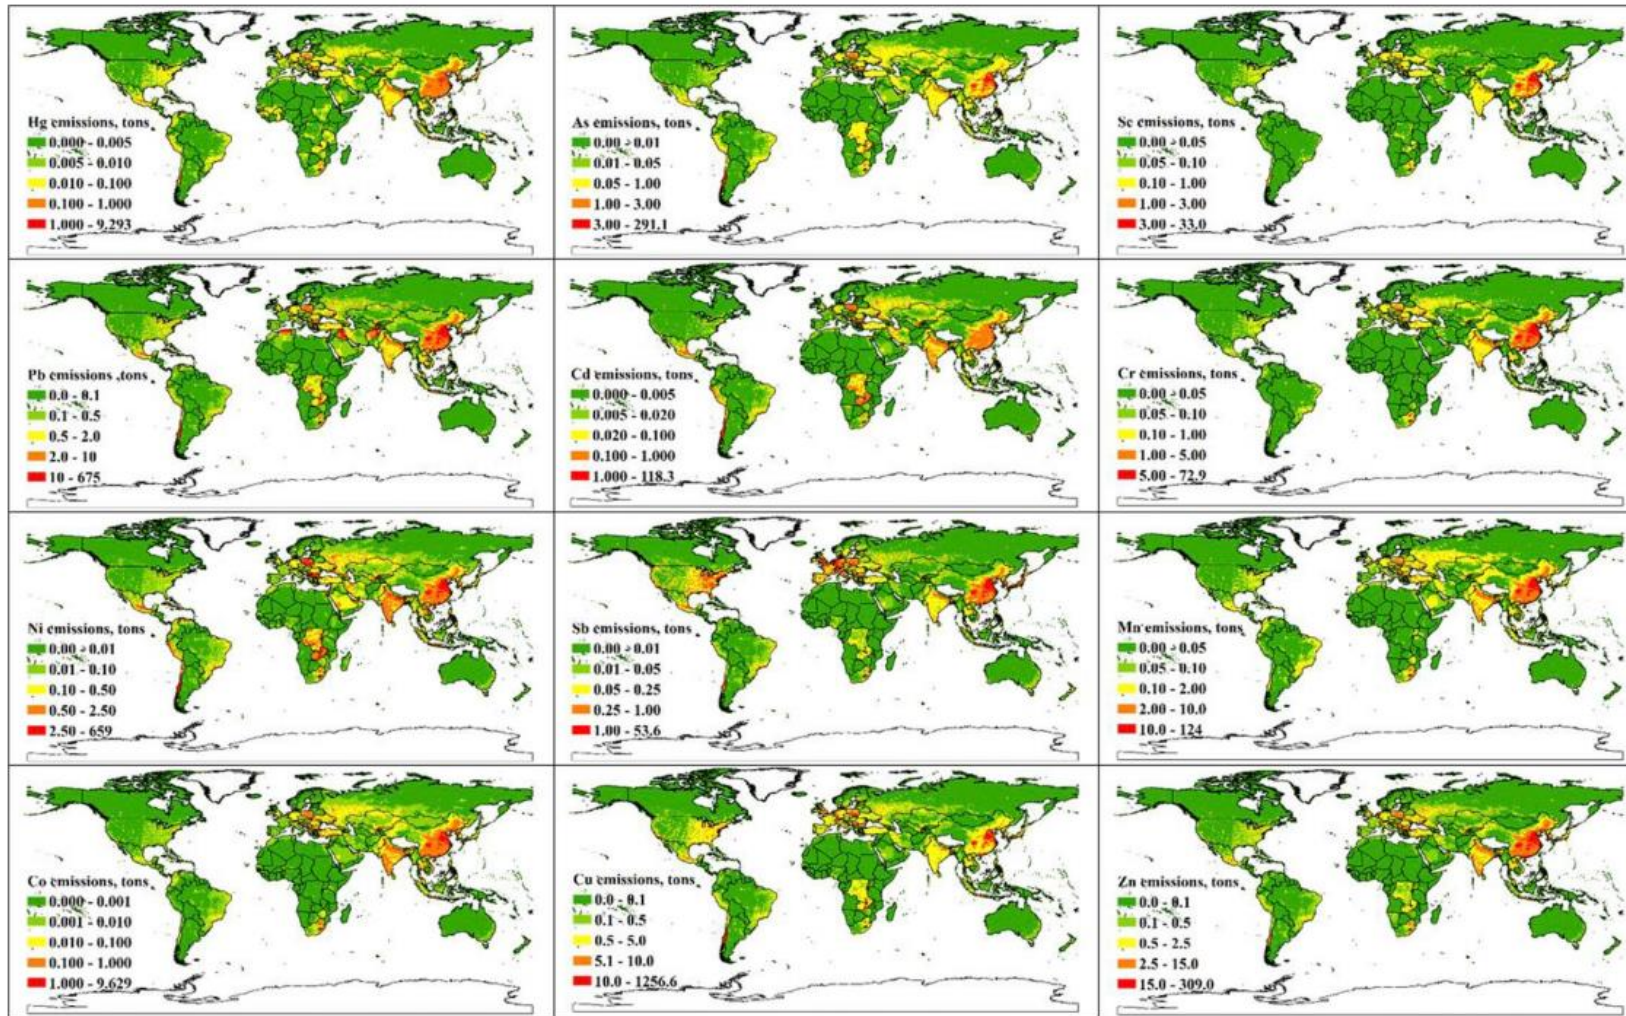 Hg emissions, tons
0.000 - 0.005
0.005 - 0.010
0.010 - 0.100
0.100 - 1.000
1.000 - 9.293
As emissions, tons
0.00 - 0.01
0.01 - 0.05
0.05 - 1.00
1.00 - 3.00
3.00 - 291.1
Se emissions, tons
0.00 - 0.05
0.05 - 0.10
0.10 - 1.00
1.00 - 3.00
3.00 - 33.0
Pb emissions ,tons
0.0 - 0.1
0.1 - 0.5
0.5 - 2.0
2.0 - 10
10 - 675
Cd emissions, tons
0.000 - 0.005
0.005 - 0.020
0.020 - 0.100
0.100 - 1.000
1.000 - 118.3
Cr emissions, tons
0.00 - 0.05
0.05 - 0.10
0.10 - 1.00
1.00 - 5.00
5.00 - 72.9
Ni emissions, tons
0.00 - 0.01
0.01 - 0.10
0.10 - 0.50
0.50 - 2.50
2.50 - 659
Sb emissions, tons
0.00 - 0.01
0.01 - 0.05
0.05 - 0.25
0.25 - 1.00
1.00 - 53.6
Mn emissions, tons
0.00 - 0.05
0.05 - 0.10
0.10 - 2.00
2.00 - 10.0
10.0 - 124
Co emissions, tons
0.000 - 0.001
0.001 - 0.010
0.010 - 0.100
0.100 - 1.000
1.000 - 9.629
Cu emissions, tons
0.0 - 0.1
0.1 - 0.5
0.5 - 5.0
5.1 - 10.0
10.0 - 1256.6
Zn emissions, tons
0.0 - 0.1
0.1 - 0.5
0.5 - 2.5
2.5 - 15.0
15.0 - 309.0